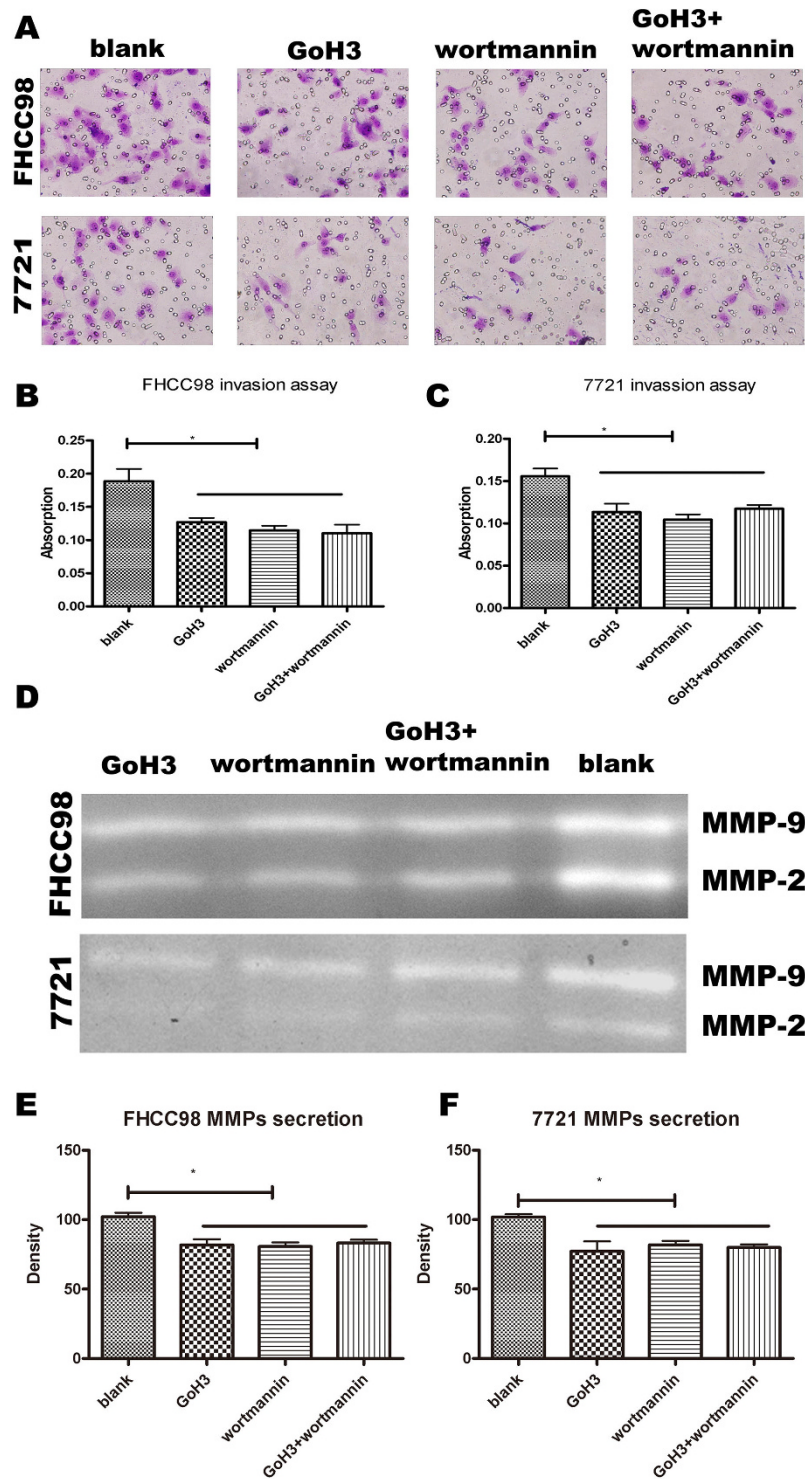 A
blank
GoH3
wortmannin
GoH3+
wortmannin
FHCC98
7721
B
FHCC98 invasion assay
Absorption
0.25
0.20
0.15
0.10
0.05
0.00
*
blank
GoH3
wortmannin
GoH3+wortmannin
C
7721 invassion assay
Absorption
0.20
0.15
0.10
0.05
0.00
*
blank
GoH3
wortmannin
GoH3+wortmannin
D
GoH3
wortmannin
GoH3+
wortmannin
blank
FHCC98
MMP-9
MMP-2
7721
MMP-9
MMP-2
E
FHCC98 MMPs secretion
Density
150
100
50
0
*
blank
GoH3
wortmannin
GoH3+wortmannin
F
7721 MMPs secretion
Density
150
100
50
0
*
blank
GoH3
wortmannin
GoH3+wortmannin